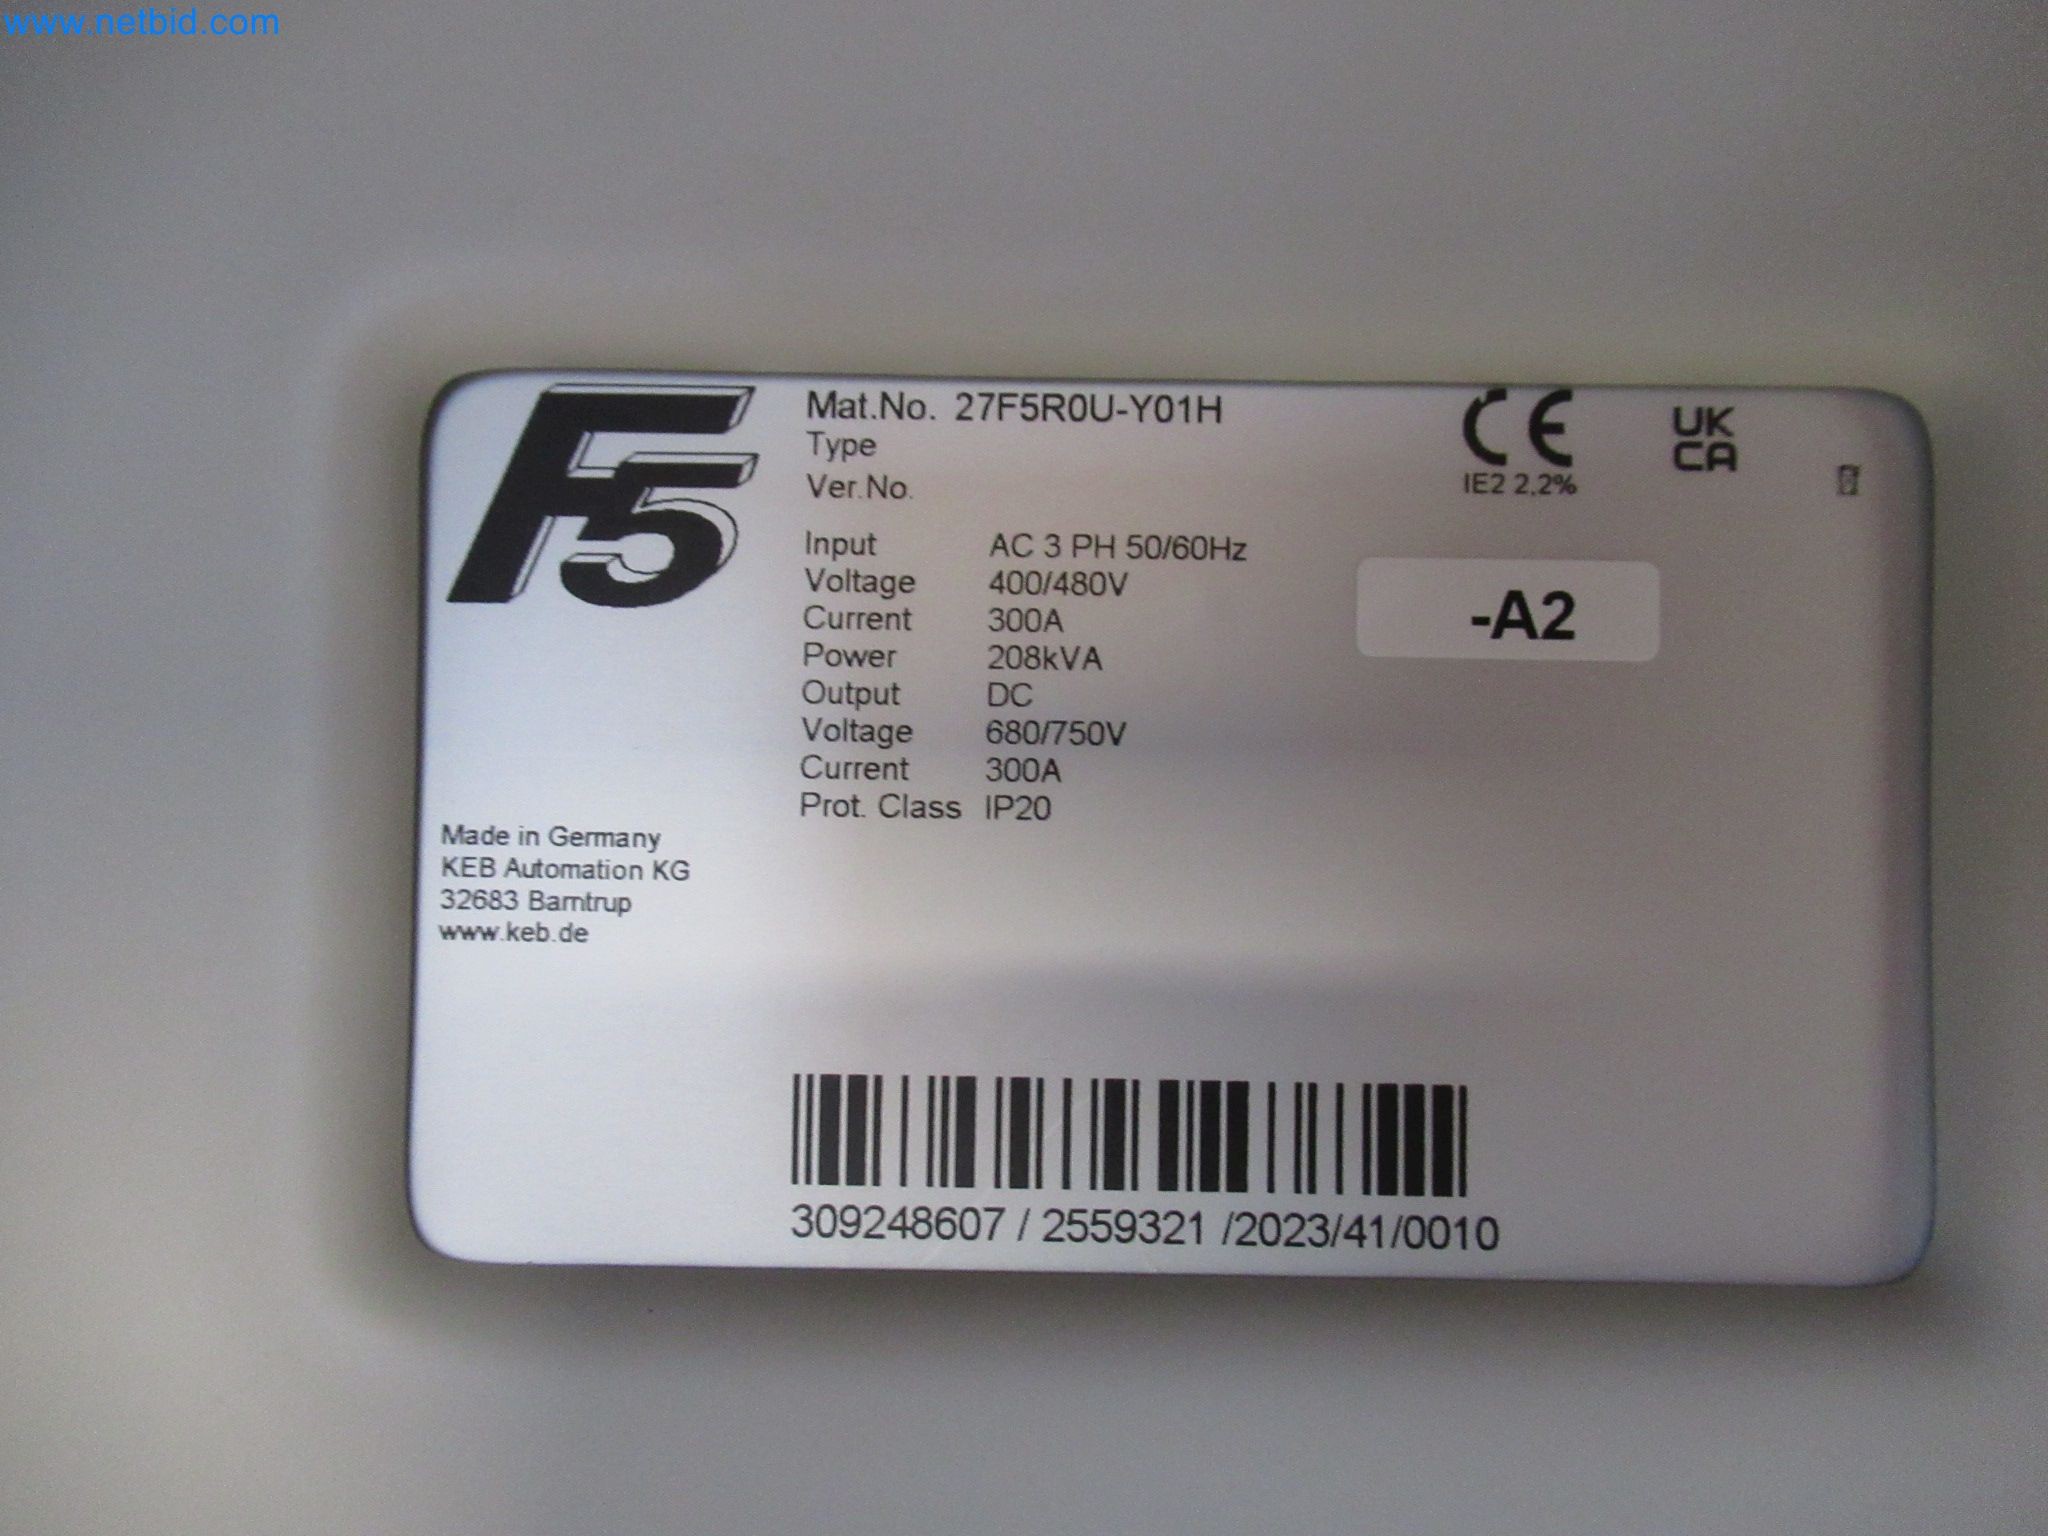 www.netbid.com
F5
Mat.No. 27F5R0U-Y01H
Type
Ver.No.
CE
IE2 2,2%
UK
CA
Input AC 3 PH 50/60Hz
Voltage 400/480V
Current 300A
Power 208kVA
Output DC
Voltage 680/750V
Current 300A
Prot. Class IP20
-A2
Made in Germany
KEB Automation KG
32683 Barntrup
www.keb.de
309248607 / 2559321 /2023/41/0010